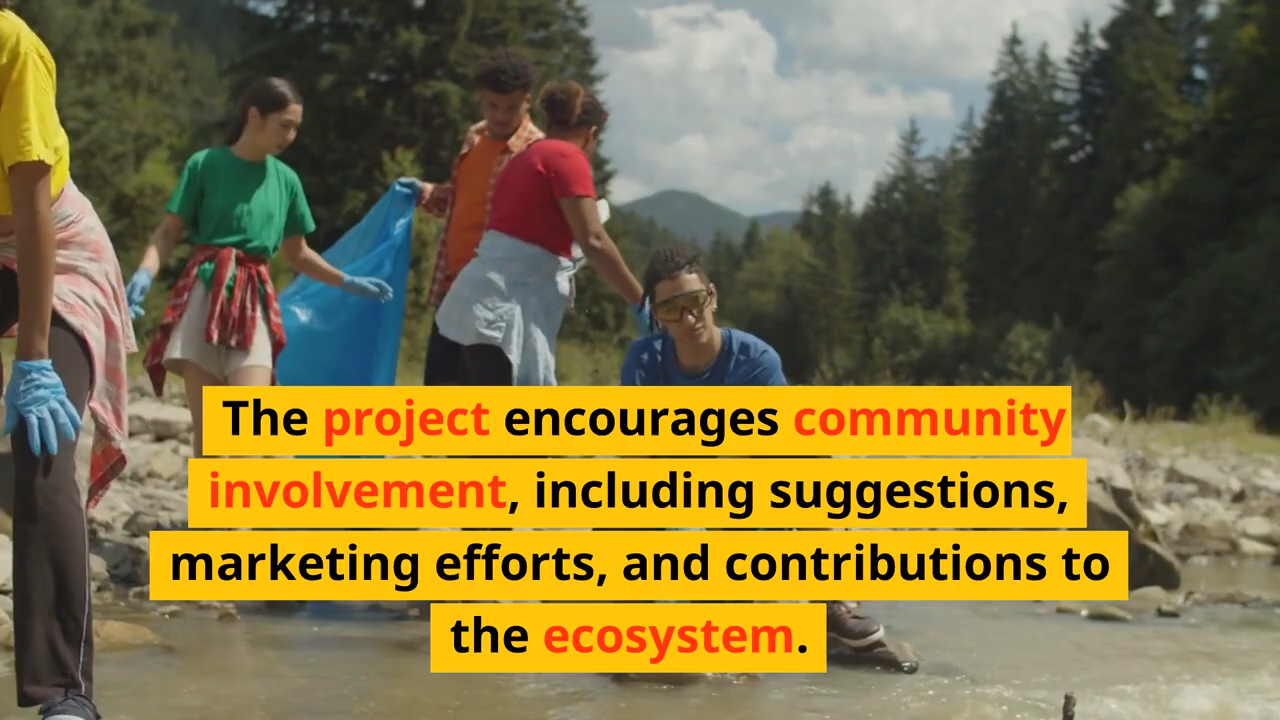 The project encourages community
involvement, including suggestions,
marketing efforts, and contributions to
the ecosystem.